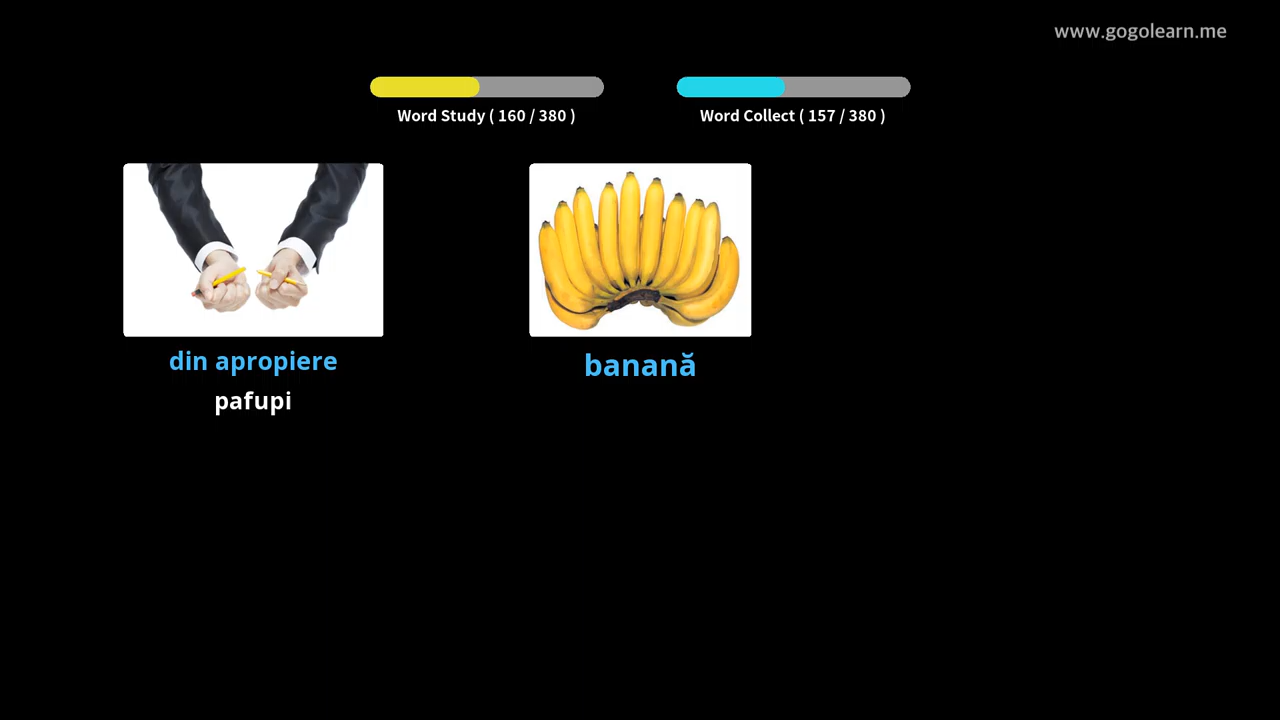 www.gogolearn.me
Word Study ( 160 / 380 )
Word Collect ( 157 / 380 )
din apropiere
pafupi
banană